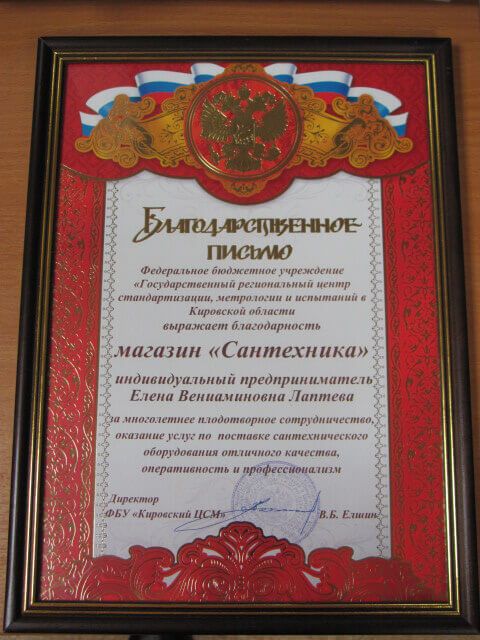 Благодарственное
письмо
Федеральное бюджетное учреждение
«Государственный региональный центр
стандартизации, метрологии и испытаний в
Кировской области
выражает благодарность
магазин «Сантехника»
индивидуальный предприниматель
Елена Вениаминовна Лаптева
за многолетнее плодотворное сотрудничество,
оказание услуг по поставке сантехнического
оборудования отличного качества,
оперативность и профессионализм
Директор
ФБУ «Кировский ЦСМ» В.Б. Елшин